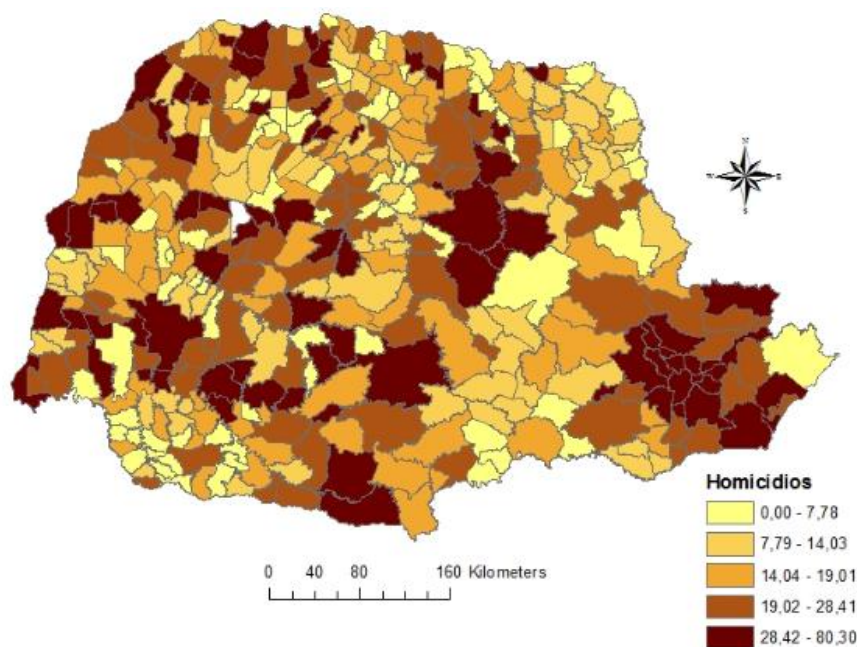 N
W
E
S
Homicidios
0,00 - 7,78
7,79 - 14,03
14,04 - 19,01
19,02 - 28,41
28,42 - 80,30
0 40 80 160 Kilometers